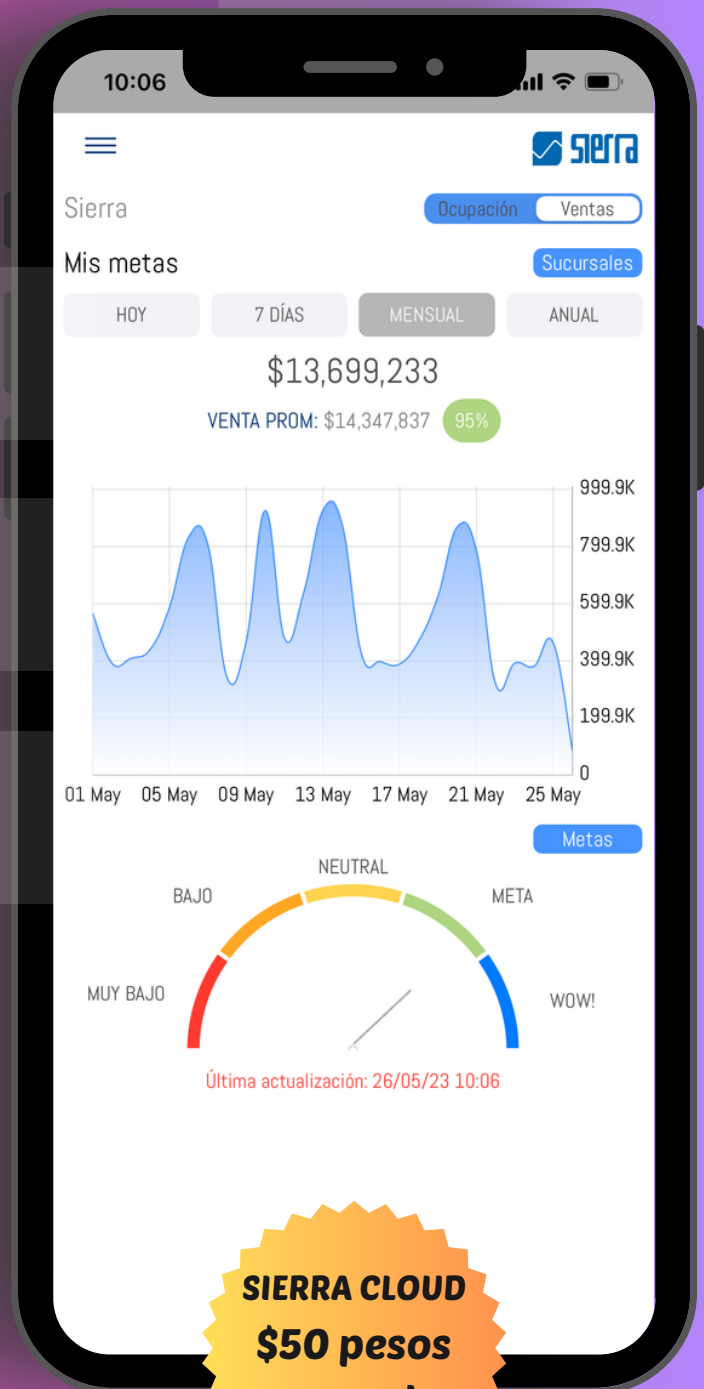 10:06
sierra
Sierra
Ocupación Ventas
Mis metas
Sucursales
HOY 7 DÍAS MENSUAL ANUAL
$13,699,233
VENTA PROM: $14,347,837 95%
999.9K
799.9K
599.9K
399.9K
199.9K
0
01 May 05 May 09 May 13 May 17 May 21 May 25 May
Metas
NEUTRAL
BAJO META
MUY BAJO WOW!
Última actualización: 26/05/23 10:06
SIERRA CLOUD
$50 pesos